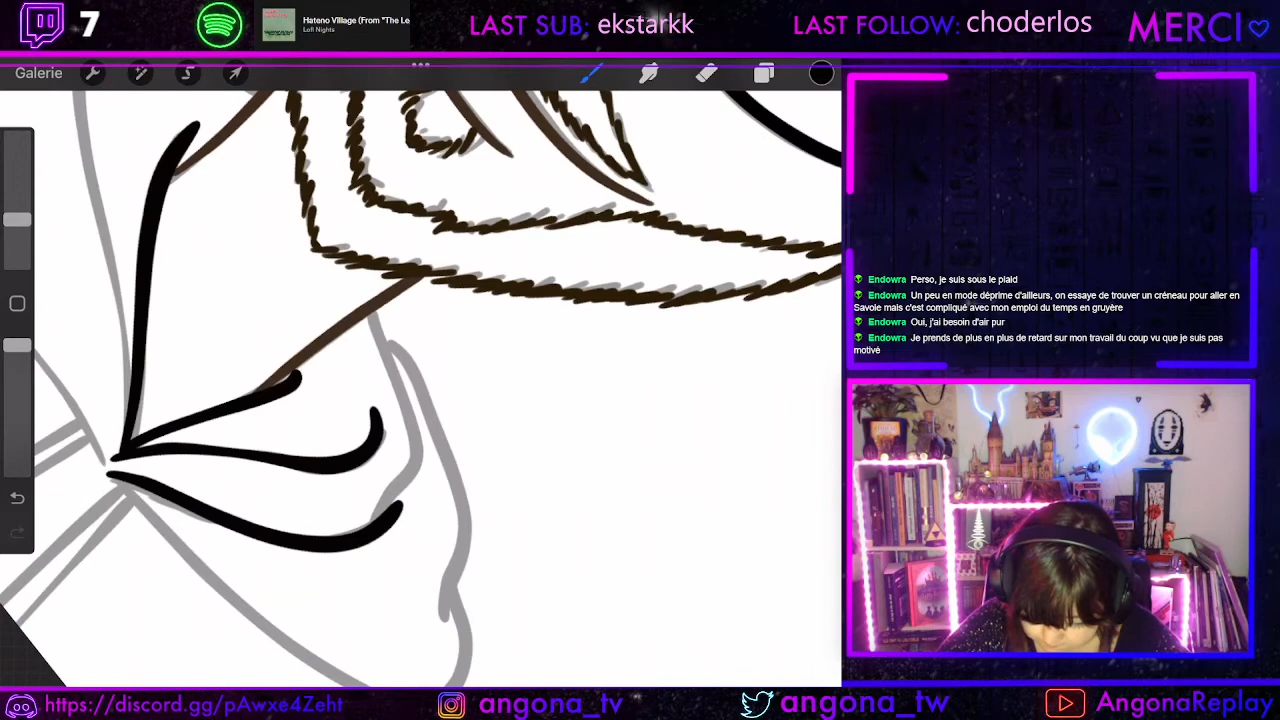 7
Hateno Village (From "The Le
Lofi Nights
LAST SUB: ekstarkk
LAST FOLLOW: choderlos
MERCI
Galerie
Endowra Perso, je suis sous le plaid
Endowra Un peu en mode déprime d'ailleurs, on essaye de trouver un créneau pour aller en
Savoie mais c'est compliqué avec mon emploi du temps en gruyère
Endowra Oui, j'ai besoin d'air pur
Endowra Je prends de plus en plus de retard sur mon travail du coup vu que je suis pas
motivé
https://discord.gg/pAwxe4Zeht
angona_tv
angona_tw
AngonaReplay